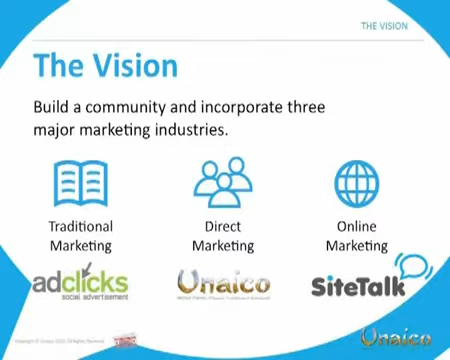 THE VISION
The Vision
Build a community and incorporate three
major marketing industries.
Traditional
Marketing
Direct
Marketing
Online
Marketing
adclicks
social advertisement
Unaico
SiteTalk
Unaico